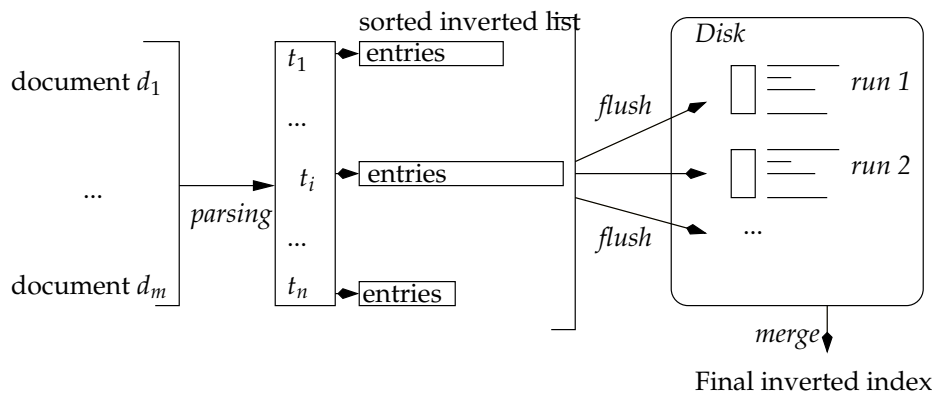 sorted inverted list
Disk
t1
entries
document d1
run 1
flush
...
...
ti
entries
run 2
parsing
...
flush
...
document dm
tn
entries
merge
Final inverted index